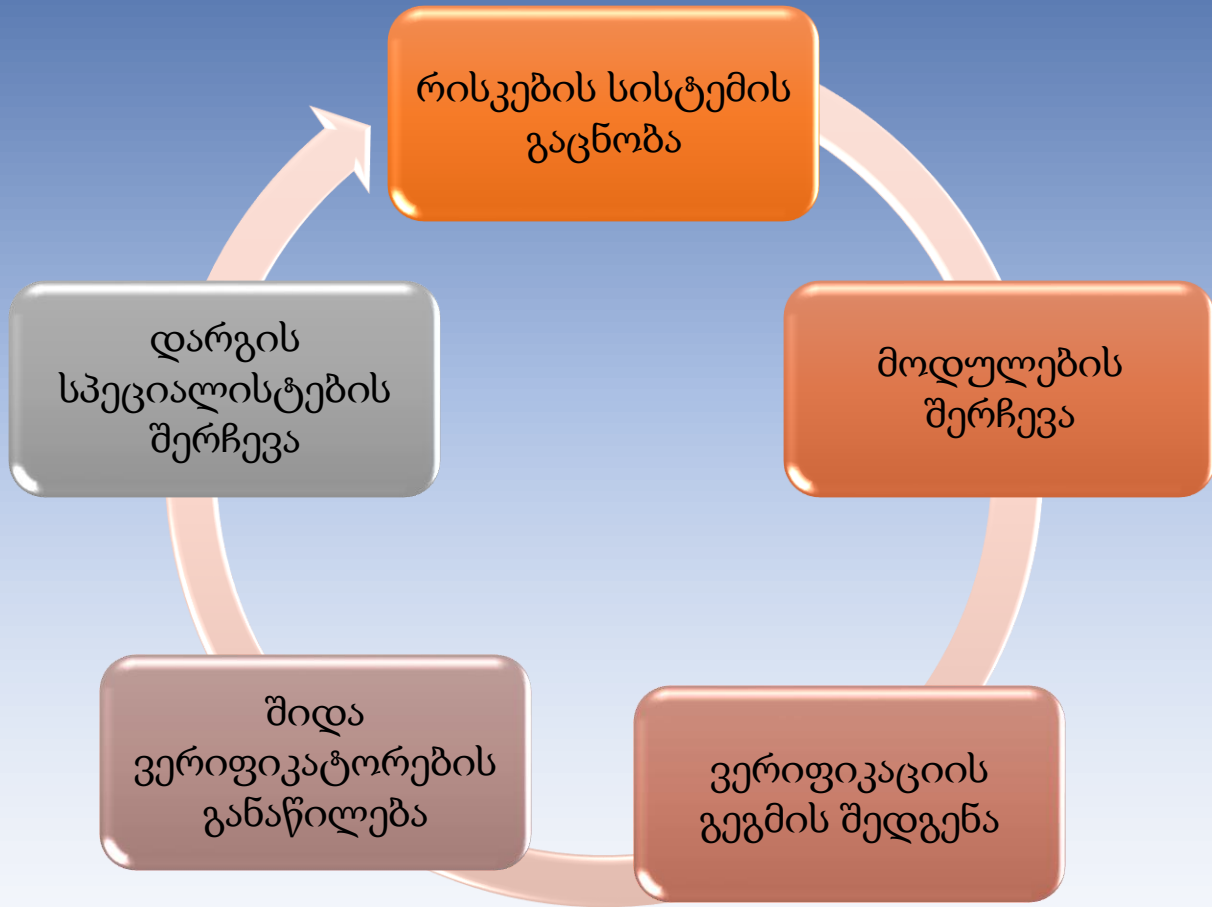 რისკების სისტემის
გაცნობა
მოდულების
შერჩევა
ვერიფიკაციის
გეგმის შედგენა
შიდა
ვერიფიკატორების
განაწილება
დარგის
სპეციალისტების
შერჩევა